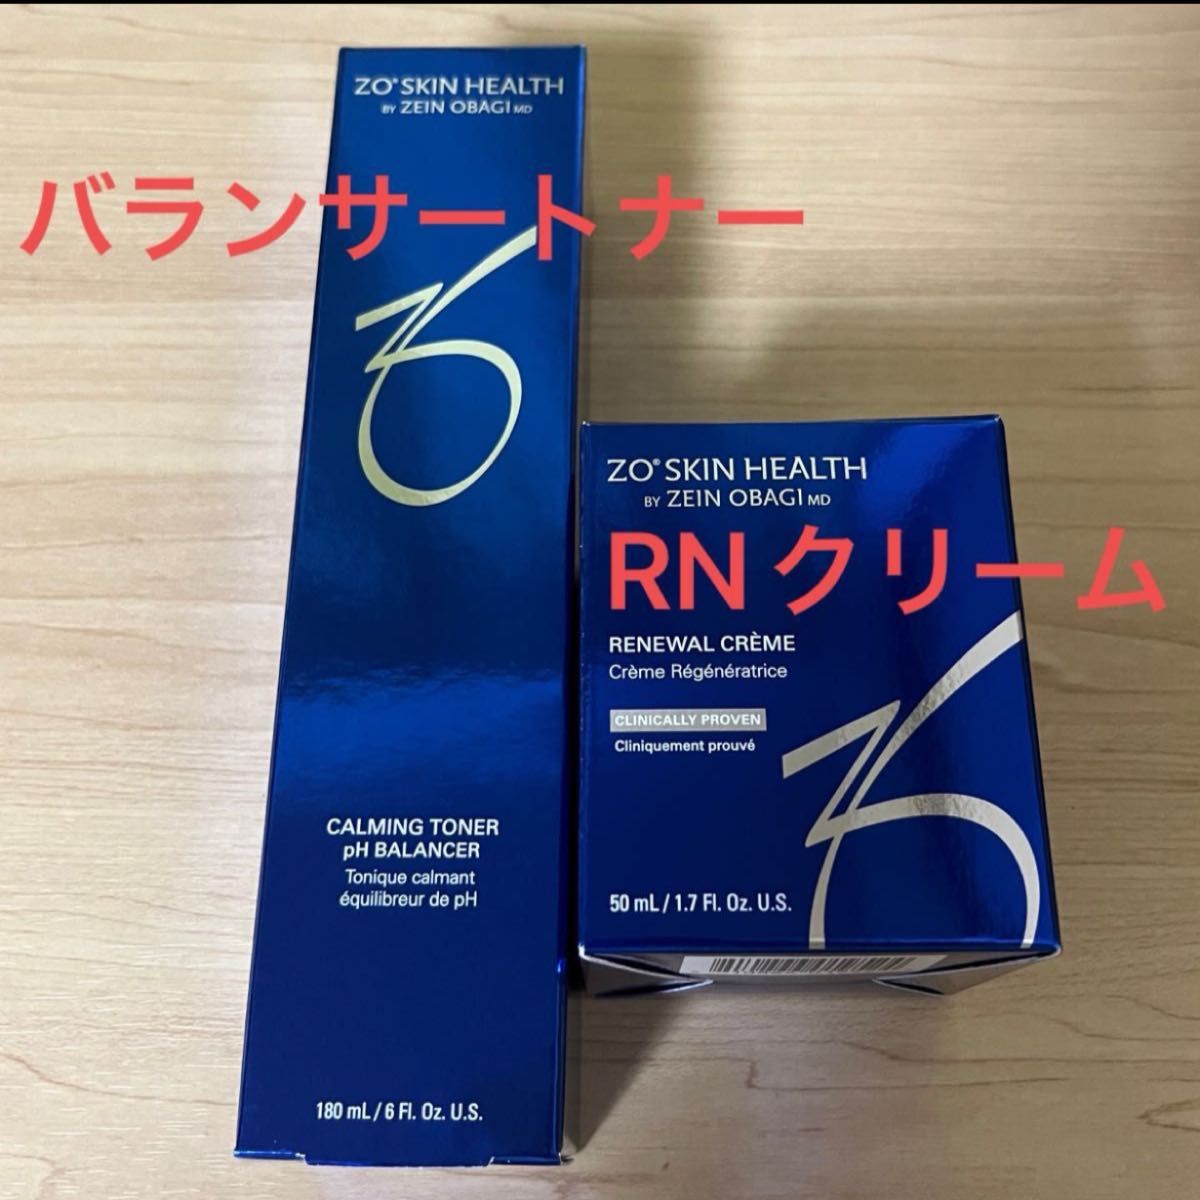 ZO® SKIN HEALTH
BY ZEIN OBAGI MD
バランサートナー
CALMING TONER
pH BALANCER
Tonique calmant
équilibreur de pH
180 mL / 6 Fl. Oz. U.S.
ZO® SKIN HEALTH
BY ZEIN OBAGI MD
RNクリーム
RENEWAL CRÈME
Crème Régénératrice
CLINICALLY PROVEN
Cliniquement prouvé
50 mL / 1.7 Fl. Oz. U.S.